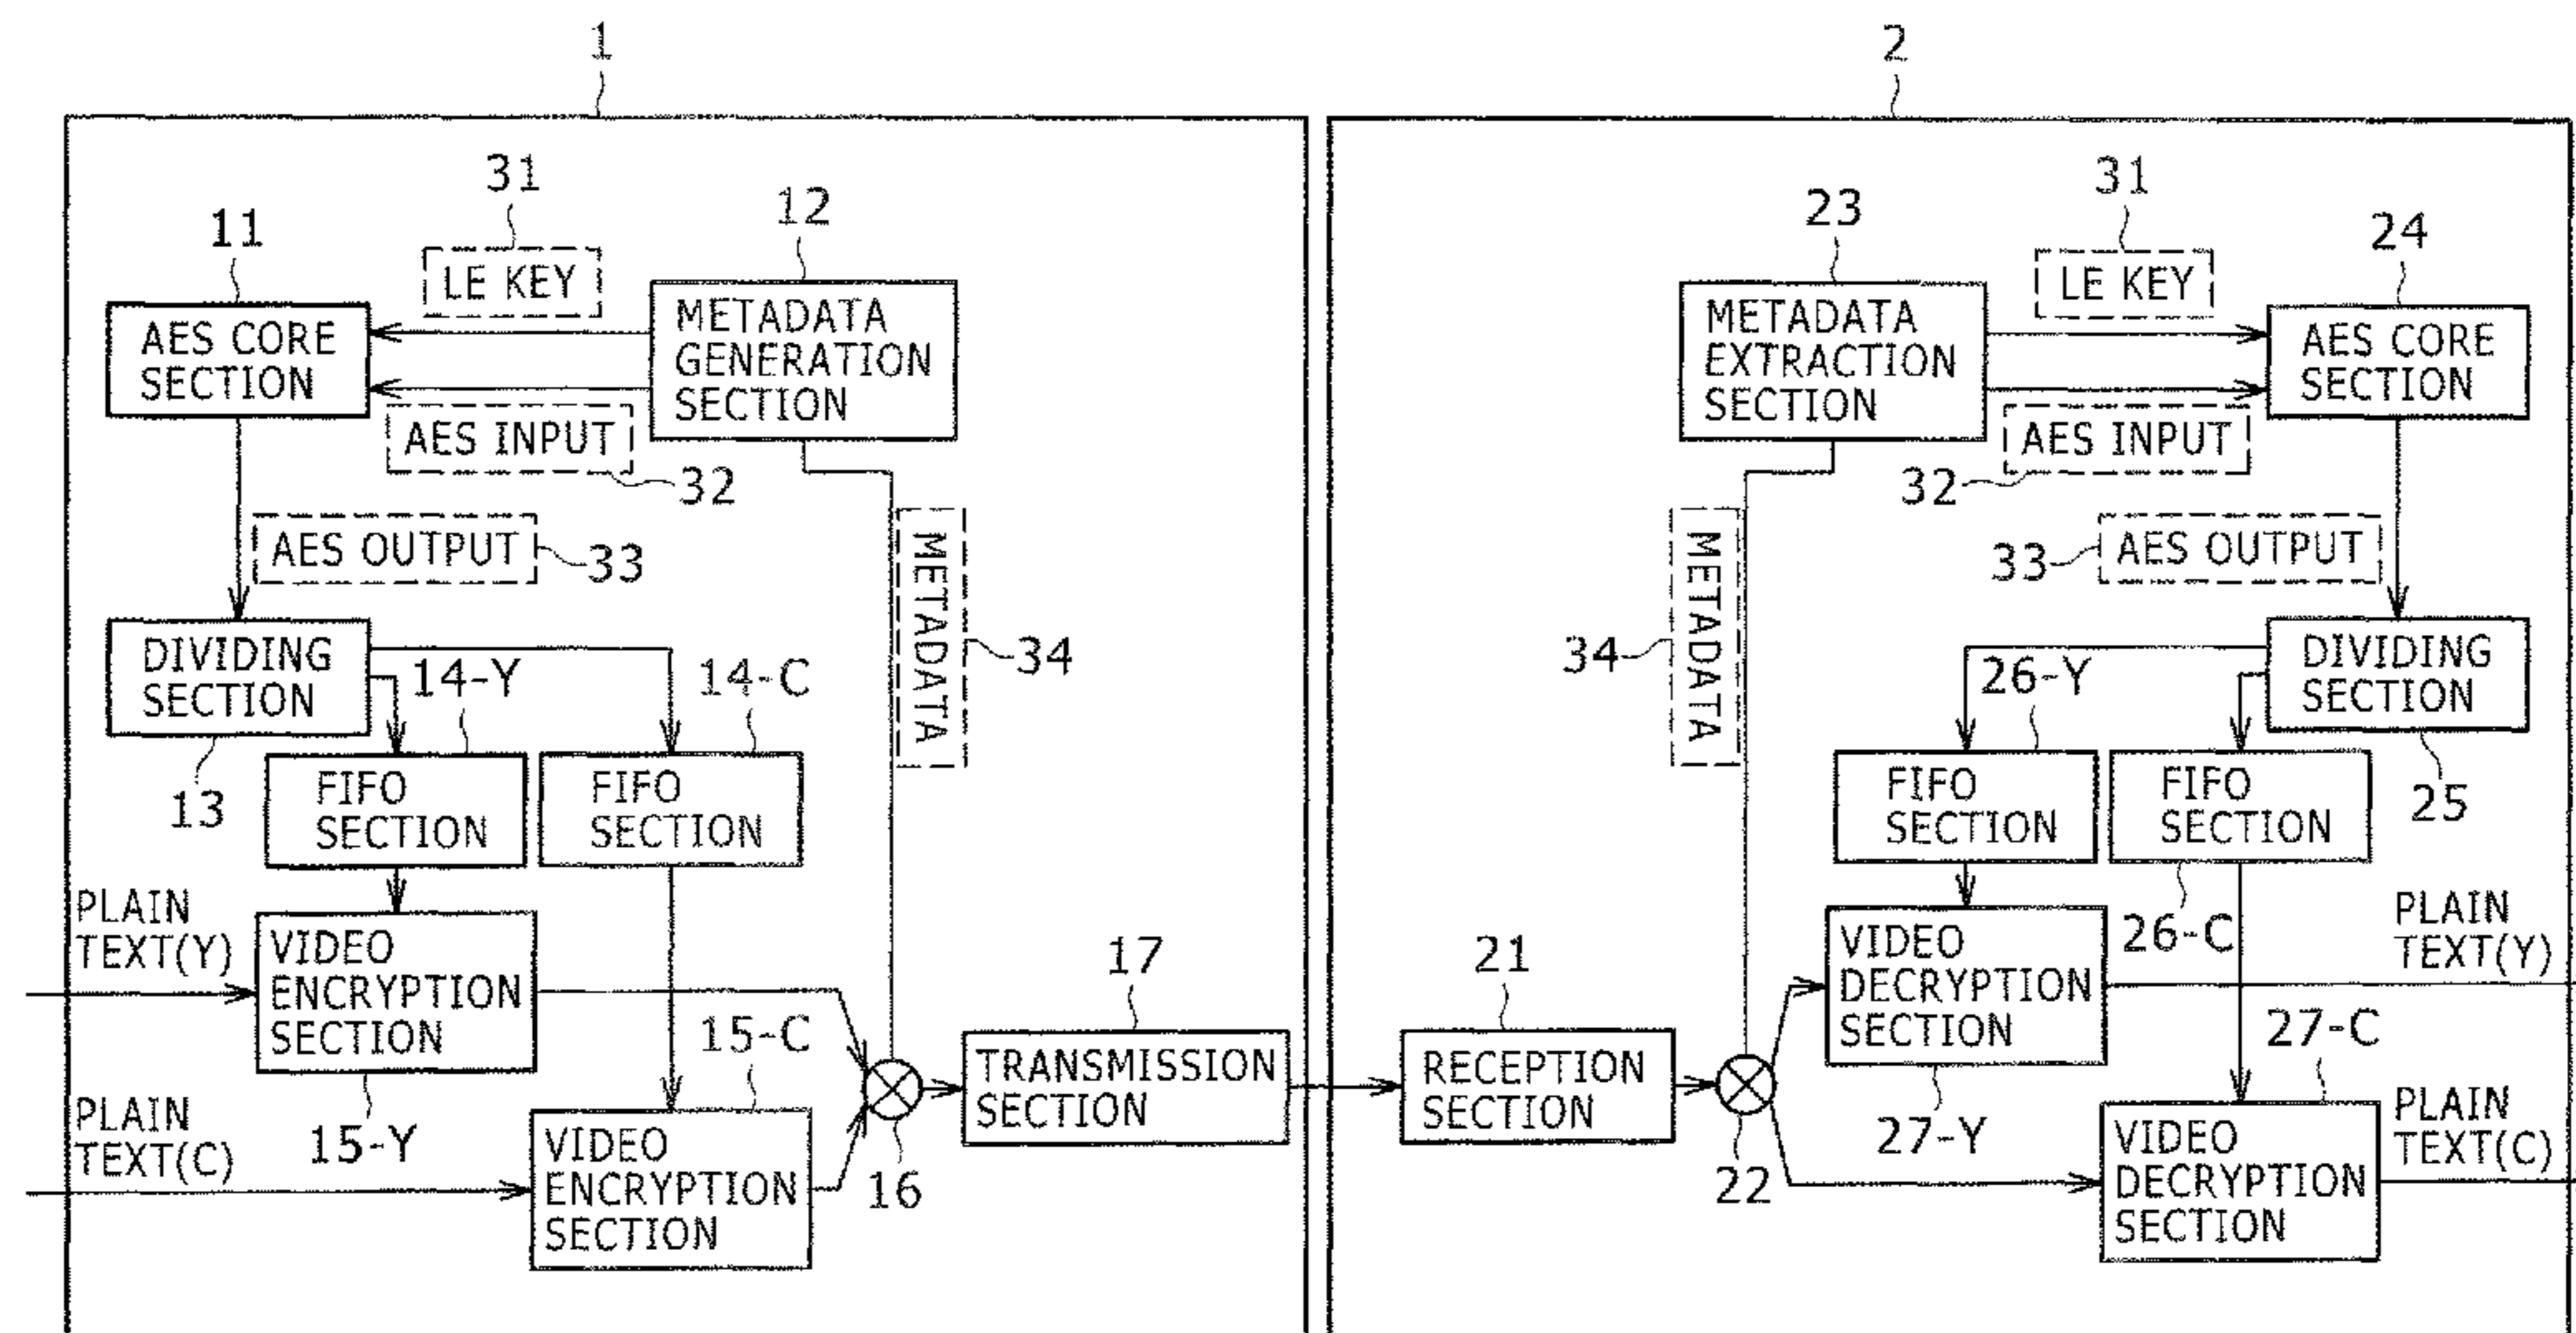 1
2
31
12
11
LE KEY
AES CORE
SECTION
METADATA
GENERATION
SECTION
AES INPUT
32
AES OUTPUT
33
METADATA
34
DIVIDING
SECTION
13
14-Y
14-C
FIFO
SECTION
FIFO
SECTION
PLAIN
TEXT(Y)
VIDEO
ENCRYPTION
SECTION
15-Y
15-C
PLAIN
TEXT(C)
VIDEO
ENCRYPTION
SECTION
16
17
TRANSMISSION
SECTION
23
31
24
METADATA
EXTRACTION
SECTION
LE KEY
AES CORE
SECTION
AES INPUT
32
33
AES OUTPUT
34
METADATA
DIVIDING
SECTION
25
26-Y
FIFO
SECTION
FIFO
SECTION
26-C
21
RECEPTION
SECTION
22
VIDEO
DECRYPTION
SECTION
27-Y
PLAIN
TEXT(Y)
27-C
VIDEO
DECRYPTION
SECTION
PLAIN
TEXT(C)